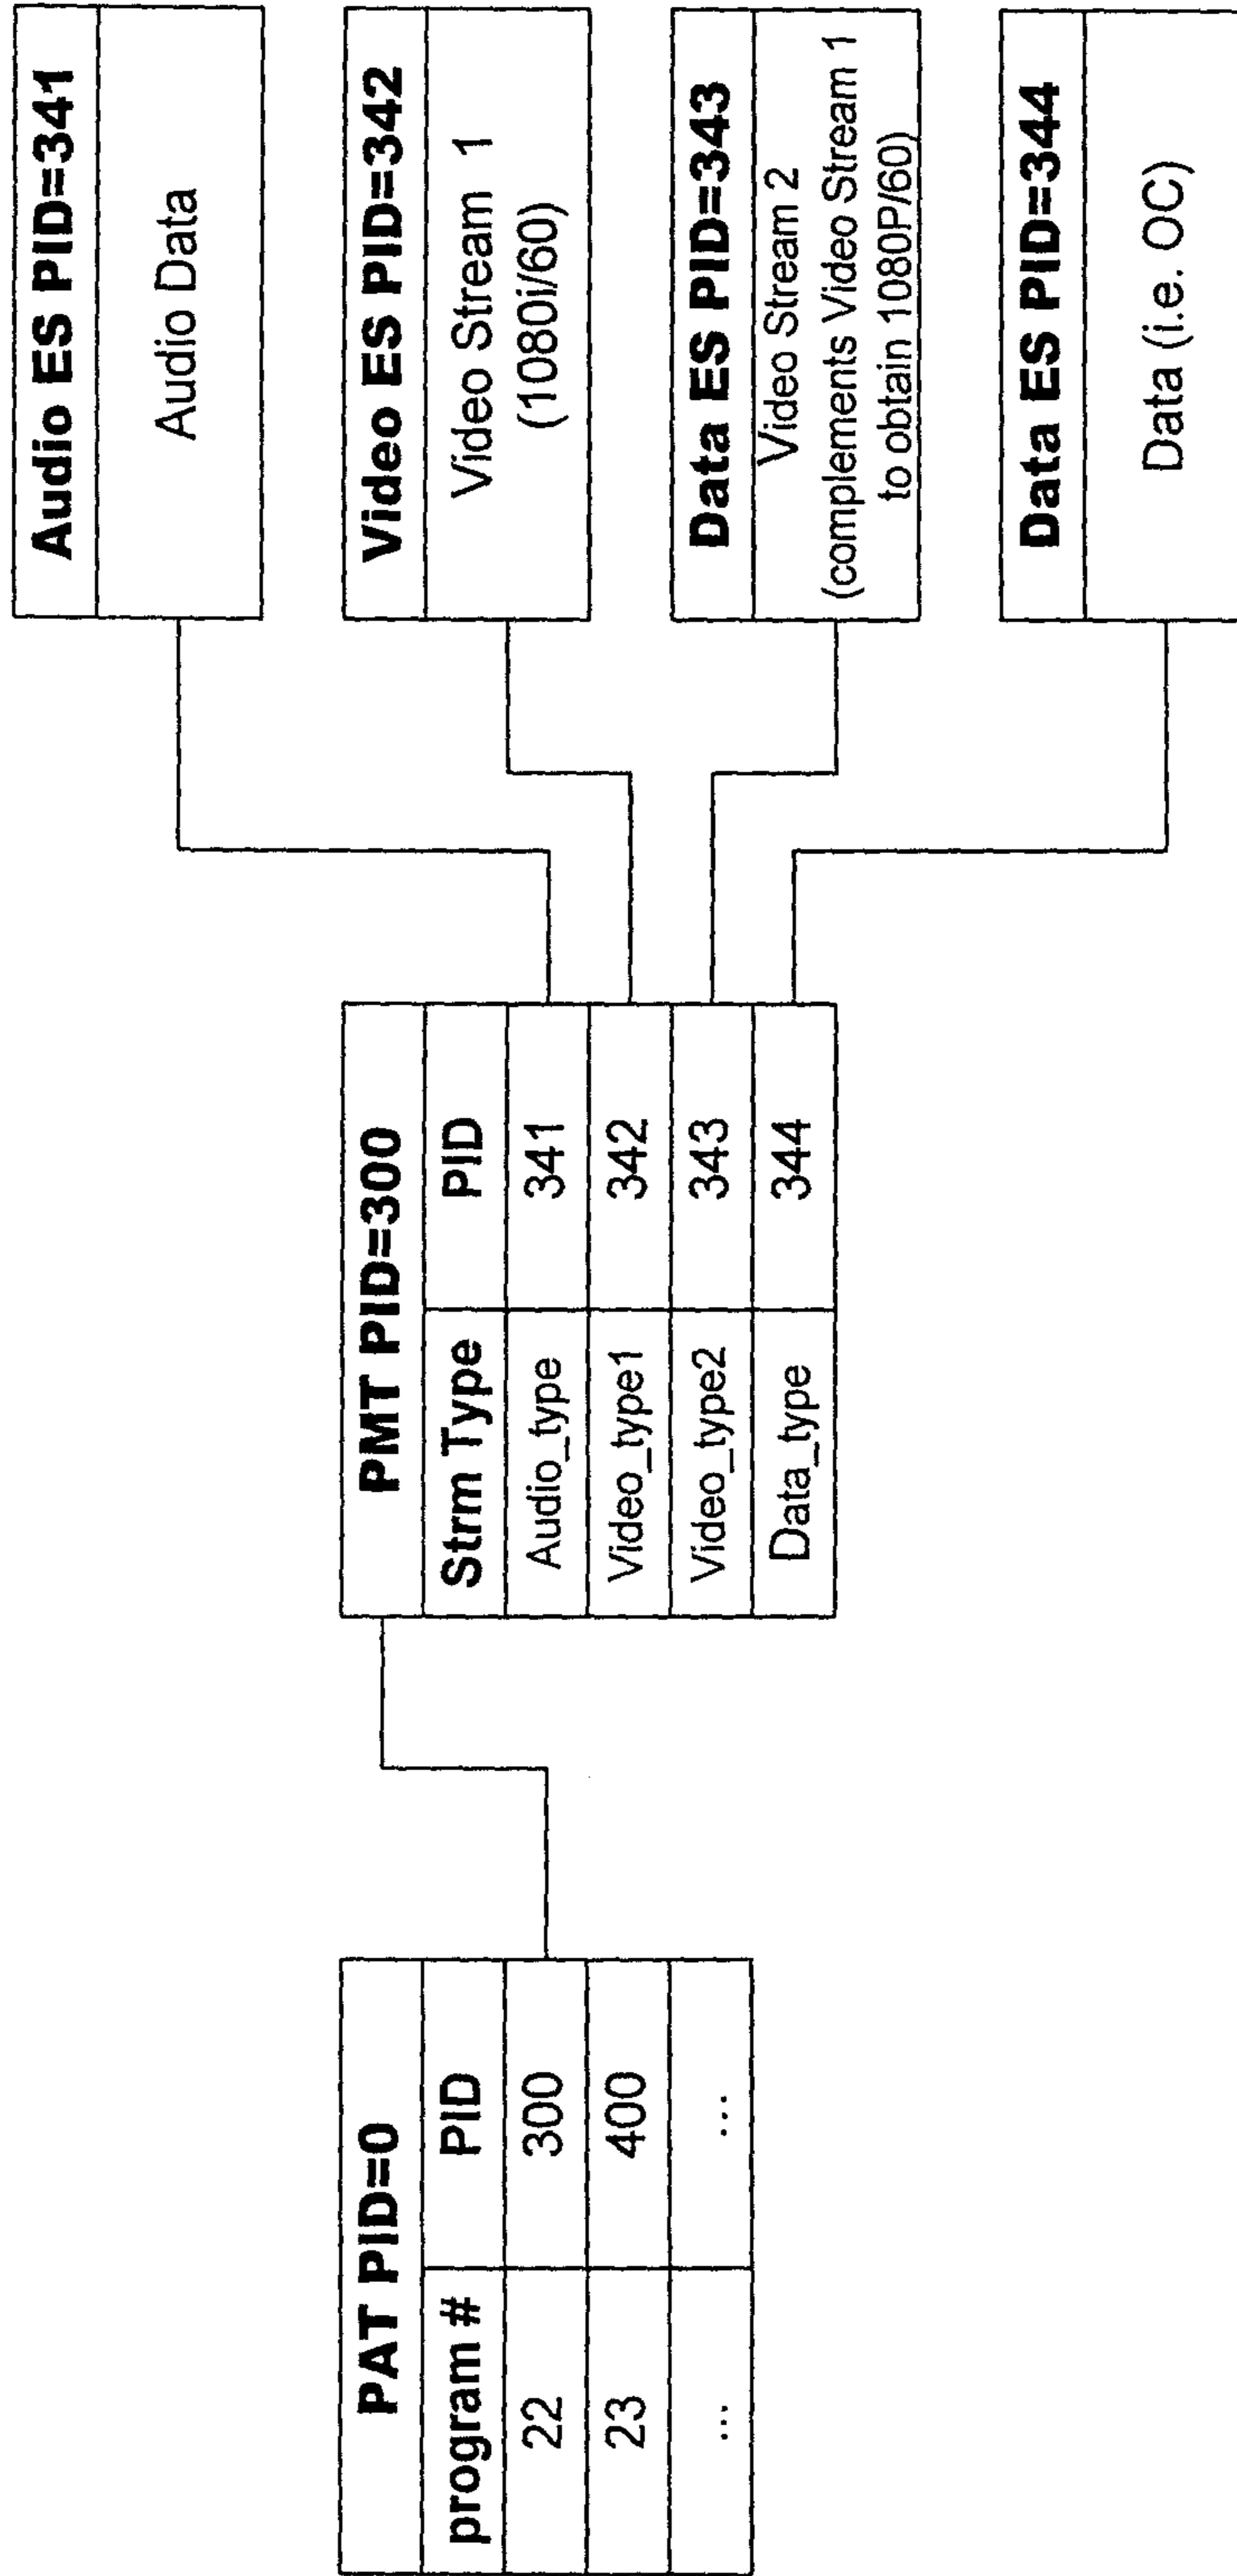 PAT PID=0
program # PID
22 300
23 400
... ...
PMT PID=300
Strm Type PID
Audio_type 341
Video_type1 342
Video_type2 343
Data_type 344
Audio ES PID=341
Audio Data
Video ES PID=342
Video Stream 1
(1080i/60)
Data ES PID=343
Video Stream 2
(complements Video Stream 1
to obtain 1080P/60)
Data ES PID=344
Data (i.e. OC)